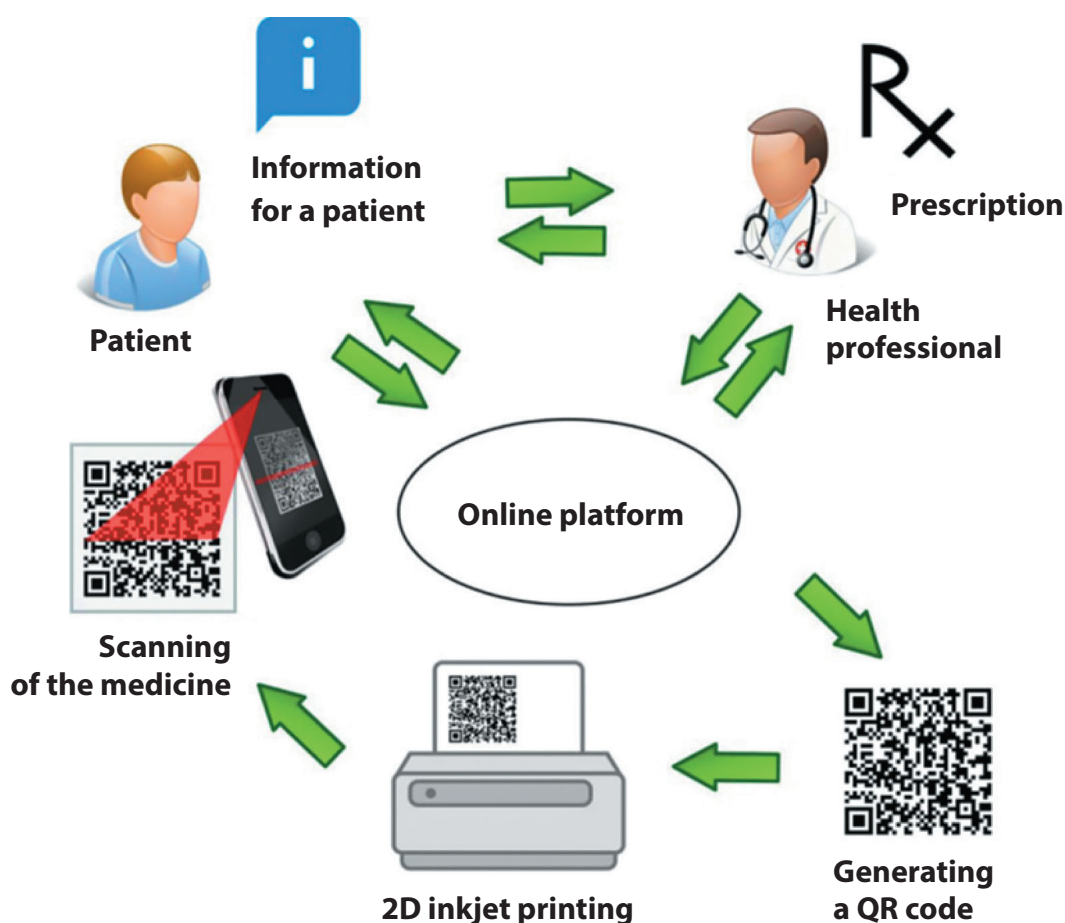 i
Information
for a patient
Rx
Prescription
Patient
Health
professional
Online platform
Scanning
of the medicine
2D inkjet printing
Generating
a QR code